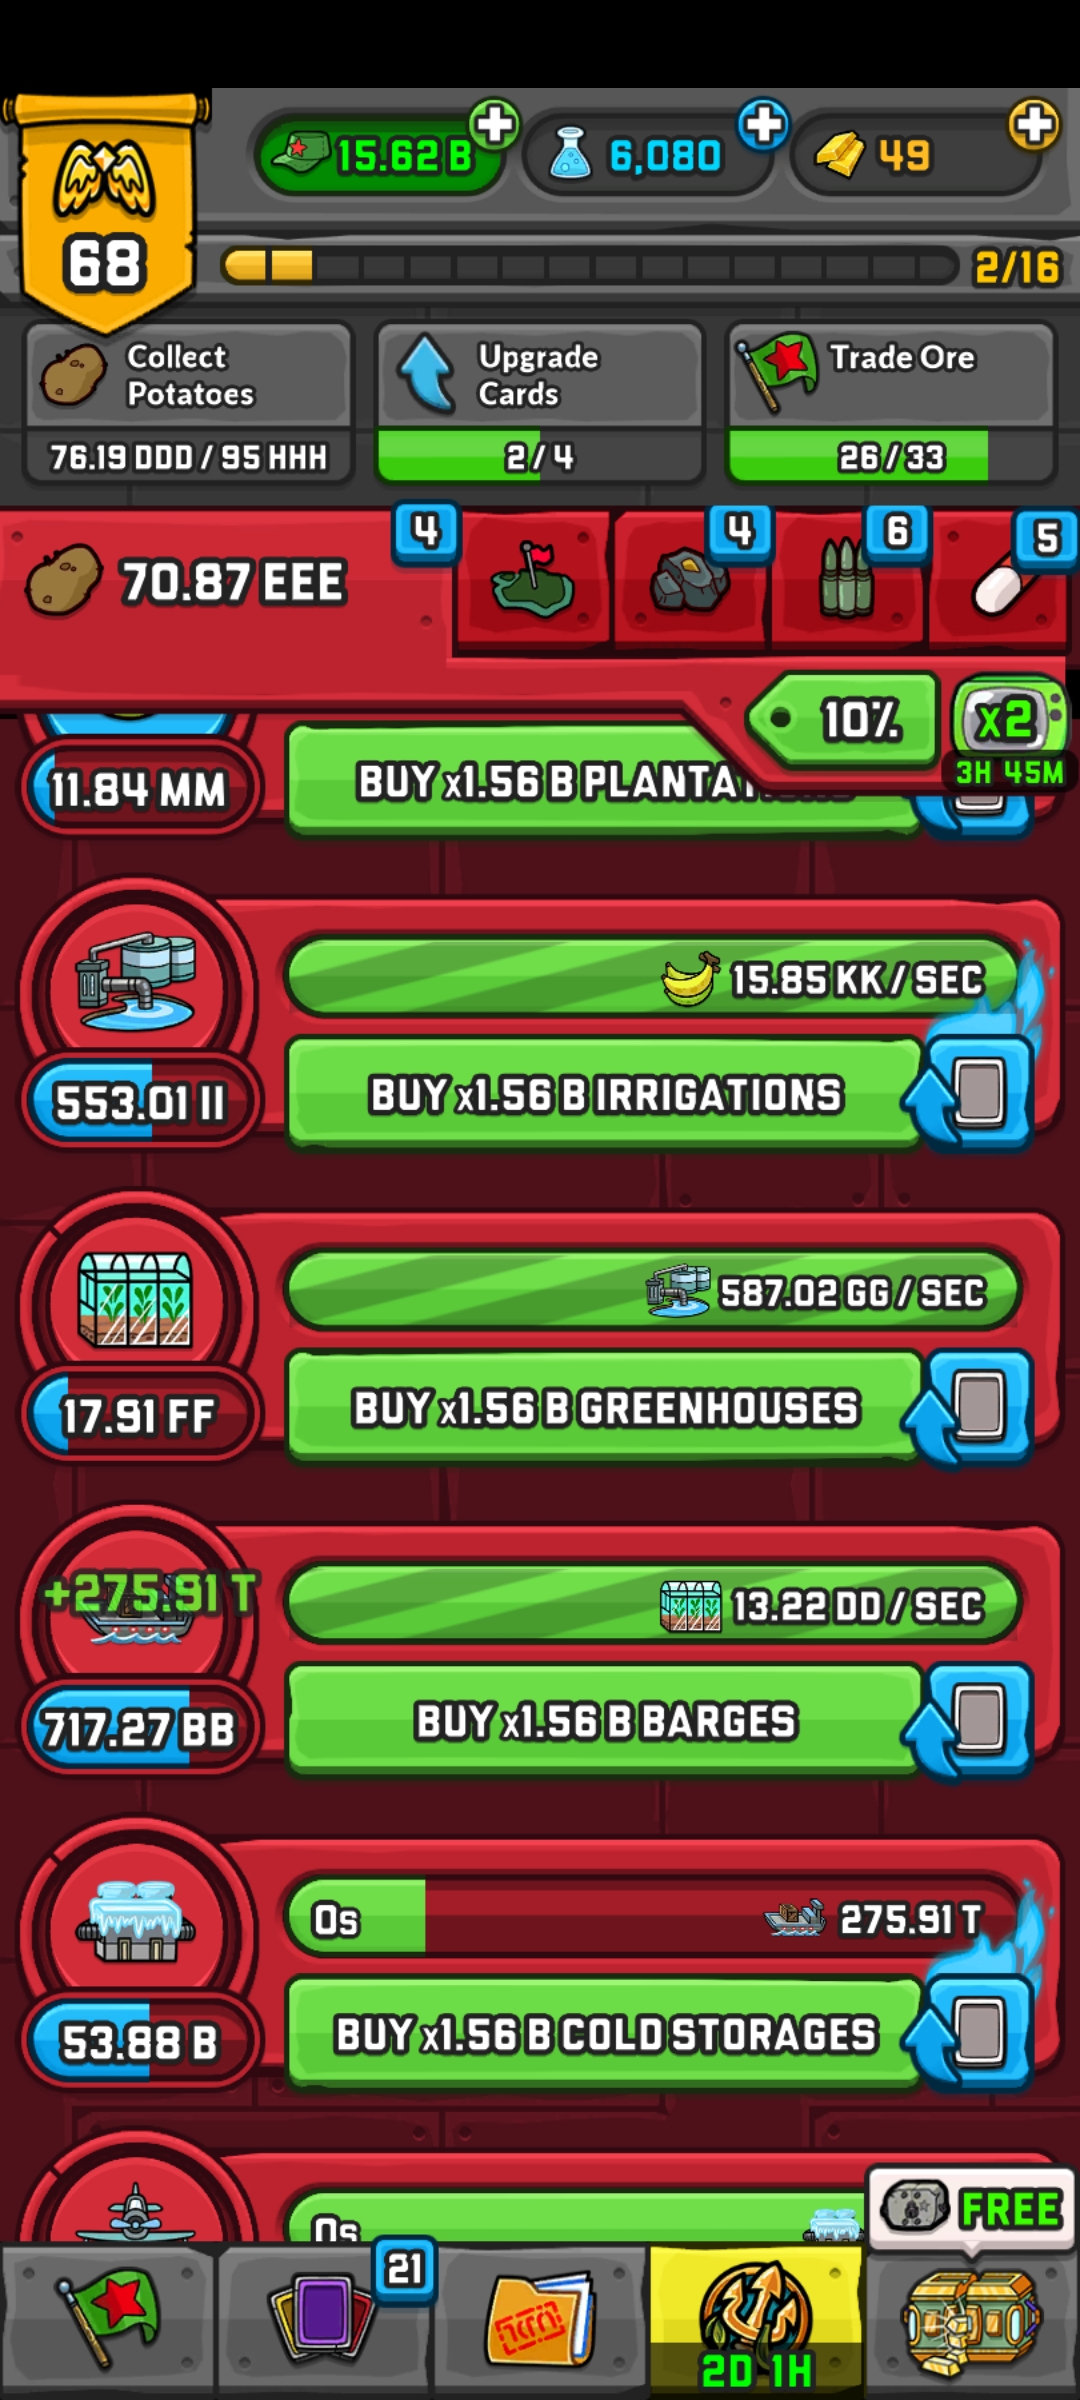 15.62 B
6,080
49
68
2/16
Collect
Potatoes
76.19 DDD / 95 HHH
Upgrade
Cards
2/4
Trade Ore
26/33
70.87 EEE
4
4
6
5
10%
x2
3H 45M
11.84 MM
BUY x1.56 B
15.85 KK / SEC
553.01 II
BUY x1.56 B IRRIGATIONS
587.02 GG / SEC
17.91 FF
BUY x1.56 B GREENHOUSES
+275.91 T
13.22 DD / SEC
717.27 BB
BUY x1.56 B BARGES
0s
275.91 T
53.88 B
BUY x1.56 B COLD STORAGES
0s
FREE
21
2D 1H